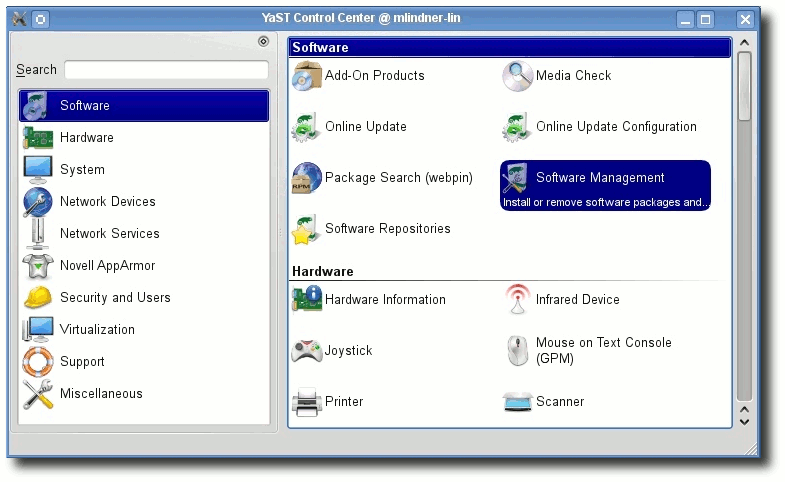 YaST Control Center @ mlindner-lin
Search
Software
Hardware
System
Network Devices
Network Services
Novell AppArmor
Security and Users
Virtualization
Support
Miscellaneous
Software
Add-On Products
Media Check
Online Update
Online Update Configuration
RPM
Package Search (webpin)
Software Management
Install or remove software packages and...
Software Repositories
Hardware
Hardware Information
Infrared Device
Joystick
Mouse on Text Console
(GPM)
Printer
Scanner